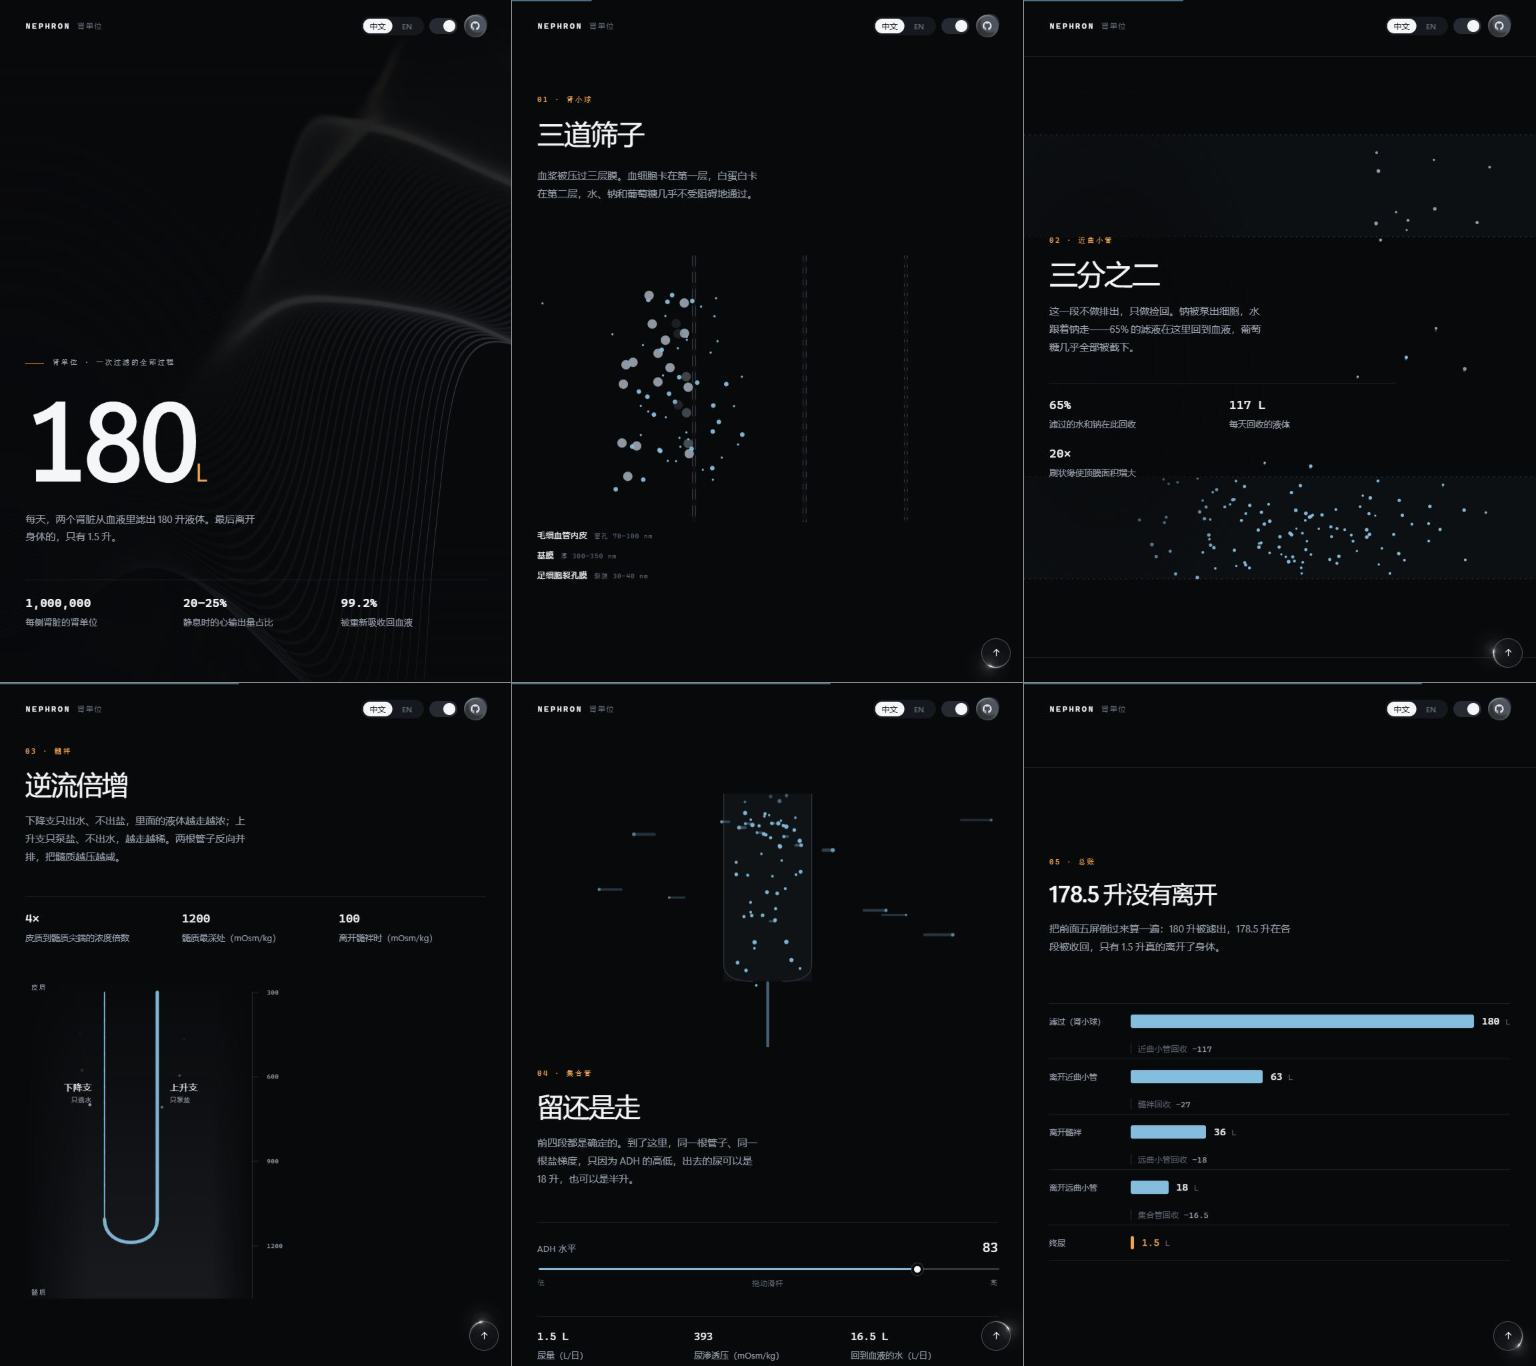 NEPHRON 肾单位
中文 EN
肾单位 · 一次过滤的全部过程
180 L
每天，两个肾脏从血液里滤出 180 升液体。最后离开
身体的，只有 1.5 升。
1,000,000
每侧肾脏的肾单位
20–25%
静息时的心输出量占比
99.2%
被重新吸收回血液
NEPHRON 肾单位
中文 EN
01 · 肾小球
三道筛子
血浆被压过三层膜。血细胞卡在第一层，白蛋白卡
在第二层，水、钠和葡萄糖几乎不受阻碍地通过。
毛细血管内皮 窗孔 70–100 nm
基膜 厚 300–350 nm
足细胞裂孔膜 裂隙 30–40 nm
↑
NEPHRON 肾单位
中文 EN
02 · 近曲小管
三分之二
这一段不做排出，只做捡回。钠被泵出细胞，水
跟着钠走——65% 的滤液在这里回到血液，葡萄
糖几乎全部被截下。
65%
滤过的水和钠在此回收
117 L
每天回收的液体
20×
刷状缘使顶膜面积增大
↑
NEPHRON 肾单位
中文 EN
03 · 髓袢
逆流倍增
下降支只出水、不出盐，里面的液体越走越浓；上
升支只泵盐、不出水，越走越稀。两根管子反向并
排，把髓质越压越咸。
4×
皮质到髓质尖端的浓度倍数
1200
髓质最深处（mOsm/kg）
100
离开髓袢时（mOsm/kg）
皮质
300
600
下降支
只透水
上升支
只泵盐
900
1200
髓质
↑
NEPHRON 肾单位
中文 EN
04 · 集合管
留还是走
前四段都是确定的。到了这里，同一根管子、同一
根盐梯度，只因为 ADH 的高低，出去的尿可以是
18 升，也可以是半升。
ADH 水平 83
低 拖动滑杆 高
1.5 L
尿量（L/日）
393
尿渗透压（mOsm/kg）
16.5 L
回到血液的水（L/日）
↑
NEPHRON 肾单位
中文 EN
05 · 总账
178.5 升没有离开
把前面五屏倒过来算一遍：180 升被滤出，178.5 升在各
段被收回，只有 1.5 升真的离开了身体。
滤过（肾小球） 180 L
近曲小管回收 −117
离开近曲小管 63 L
髓袢回收 −27
离开髓袢 36 L
远曲小管回收 −18
离开远曲小管 18 L
集合管回收 −16.5
终尿 1.5 L
↑